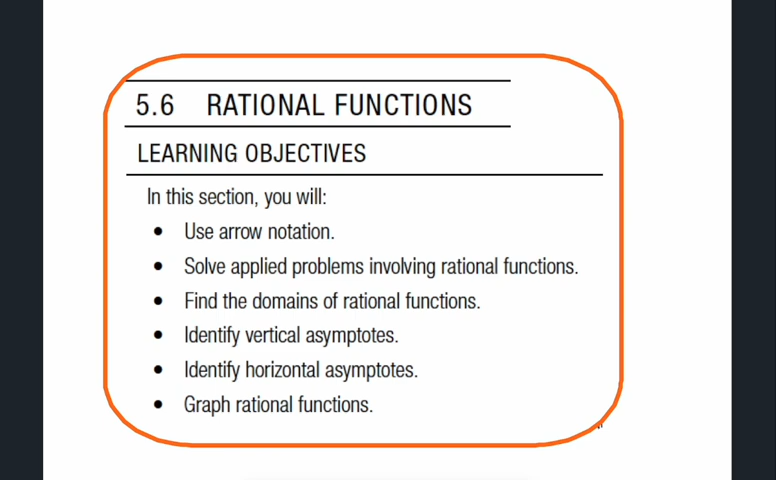 5.6 RATIONAL FUNCTIONS
LEARNING OBJECTIVES
In this section, you will:
• Use arrow notation.
• Solve applied problems involving rational functions.
• Find the domains of rational functions.
• Identify vertical asymptotes.
• Identify horizontal asymptotes.
• Graph rational functions.